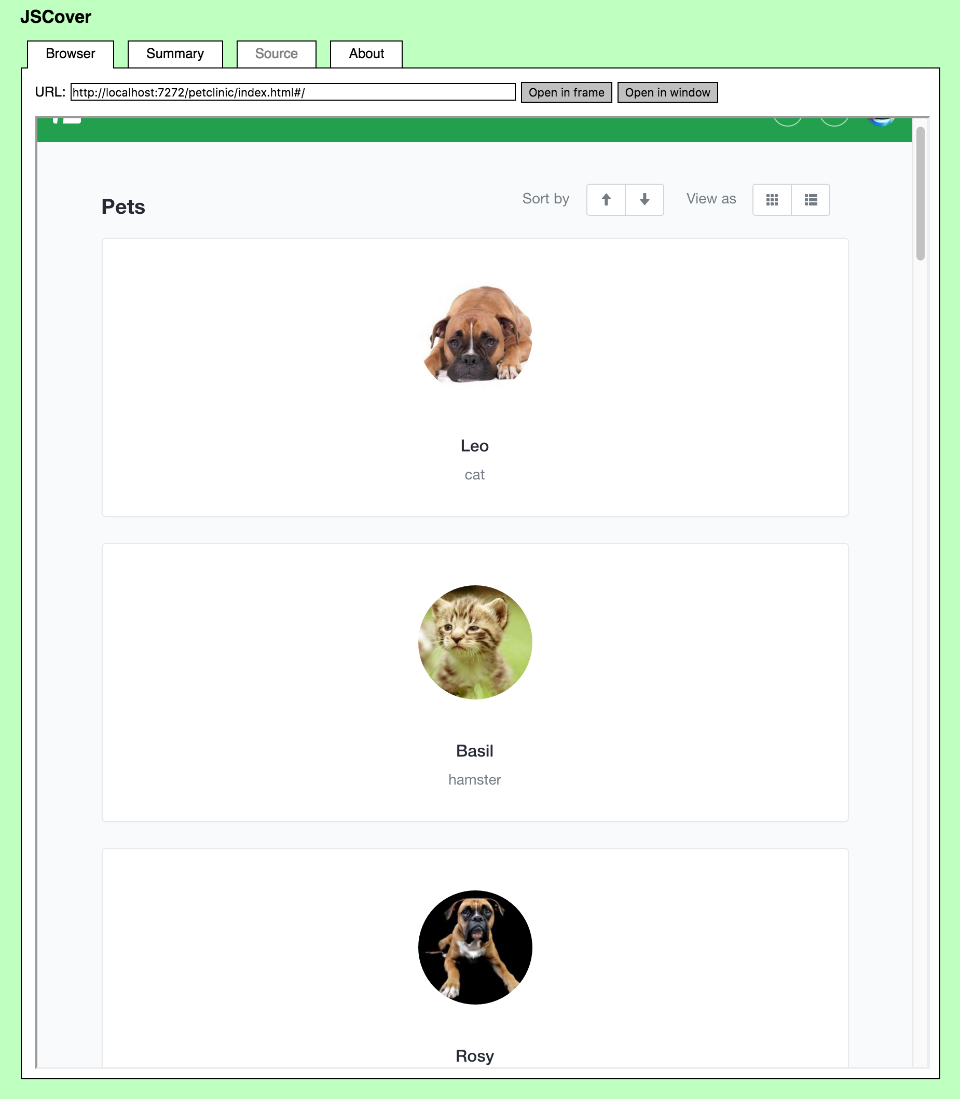 JSCover
Browser Summary Source About
URL: http://localhost:7272/petclinic/index.html#/ Open in frame Open in window
Pets Sort by View as
Leo
cat
Basil
hamster
Rosy